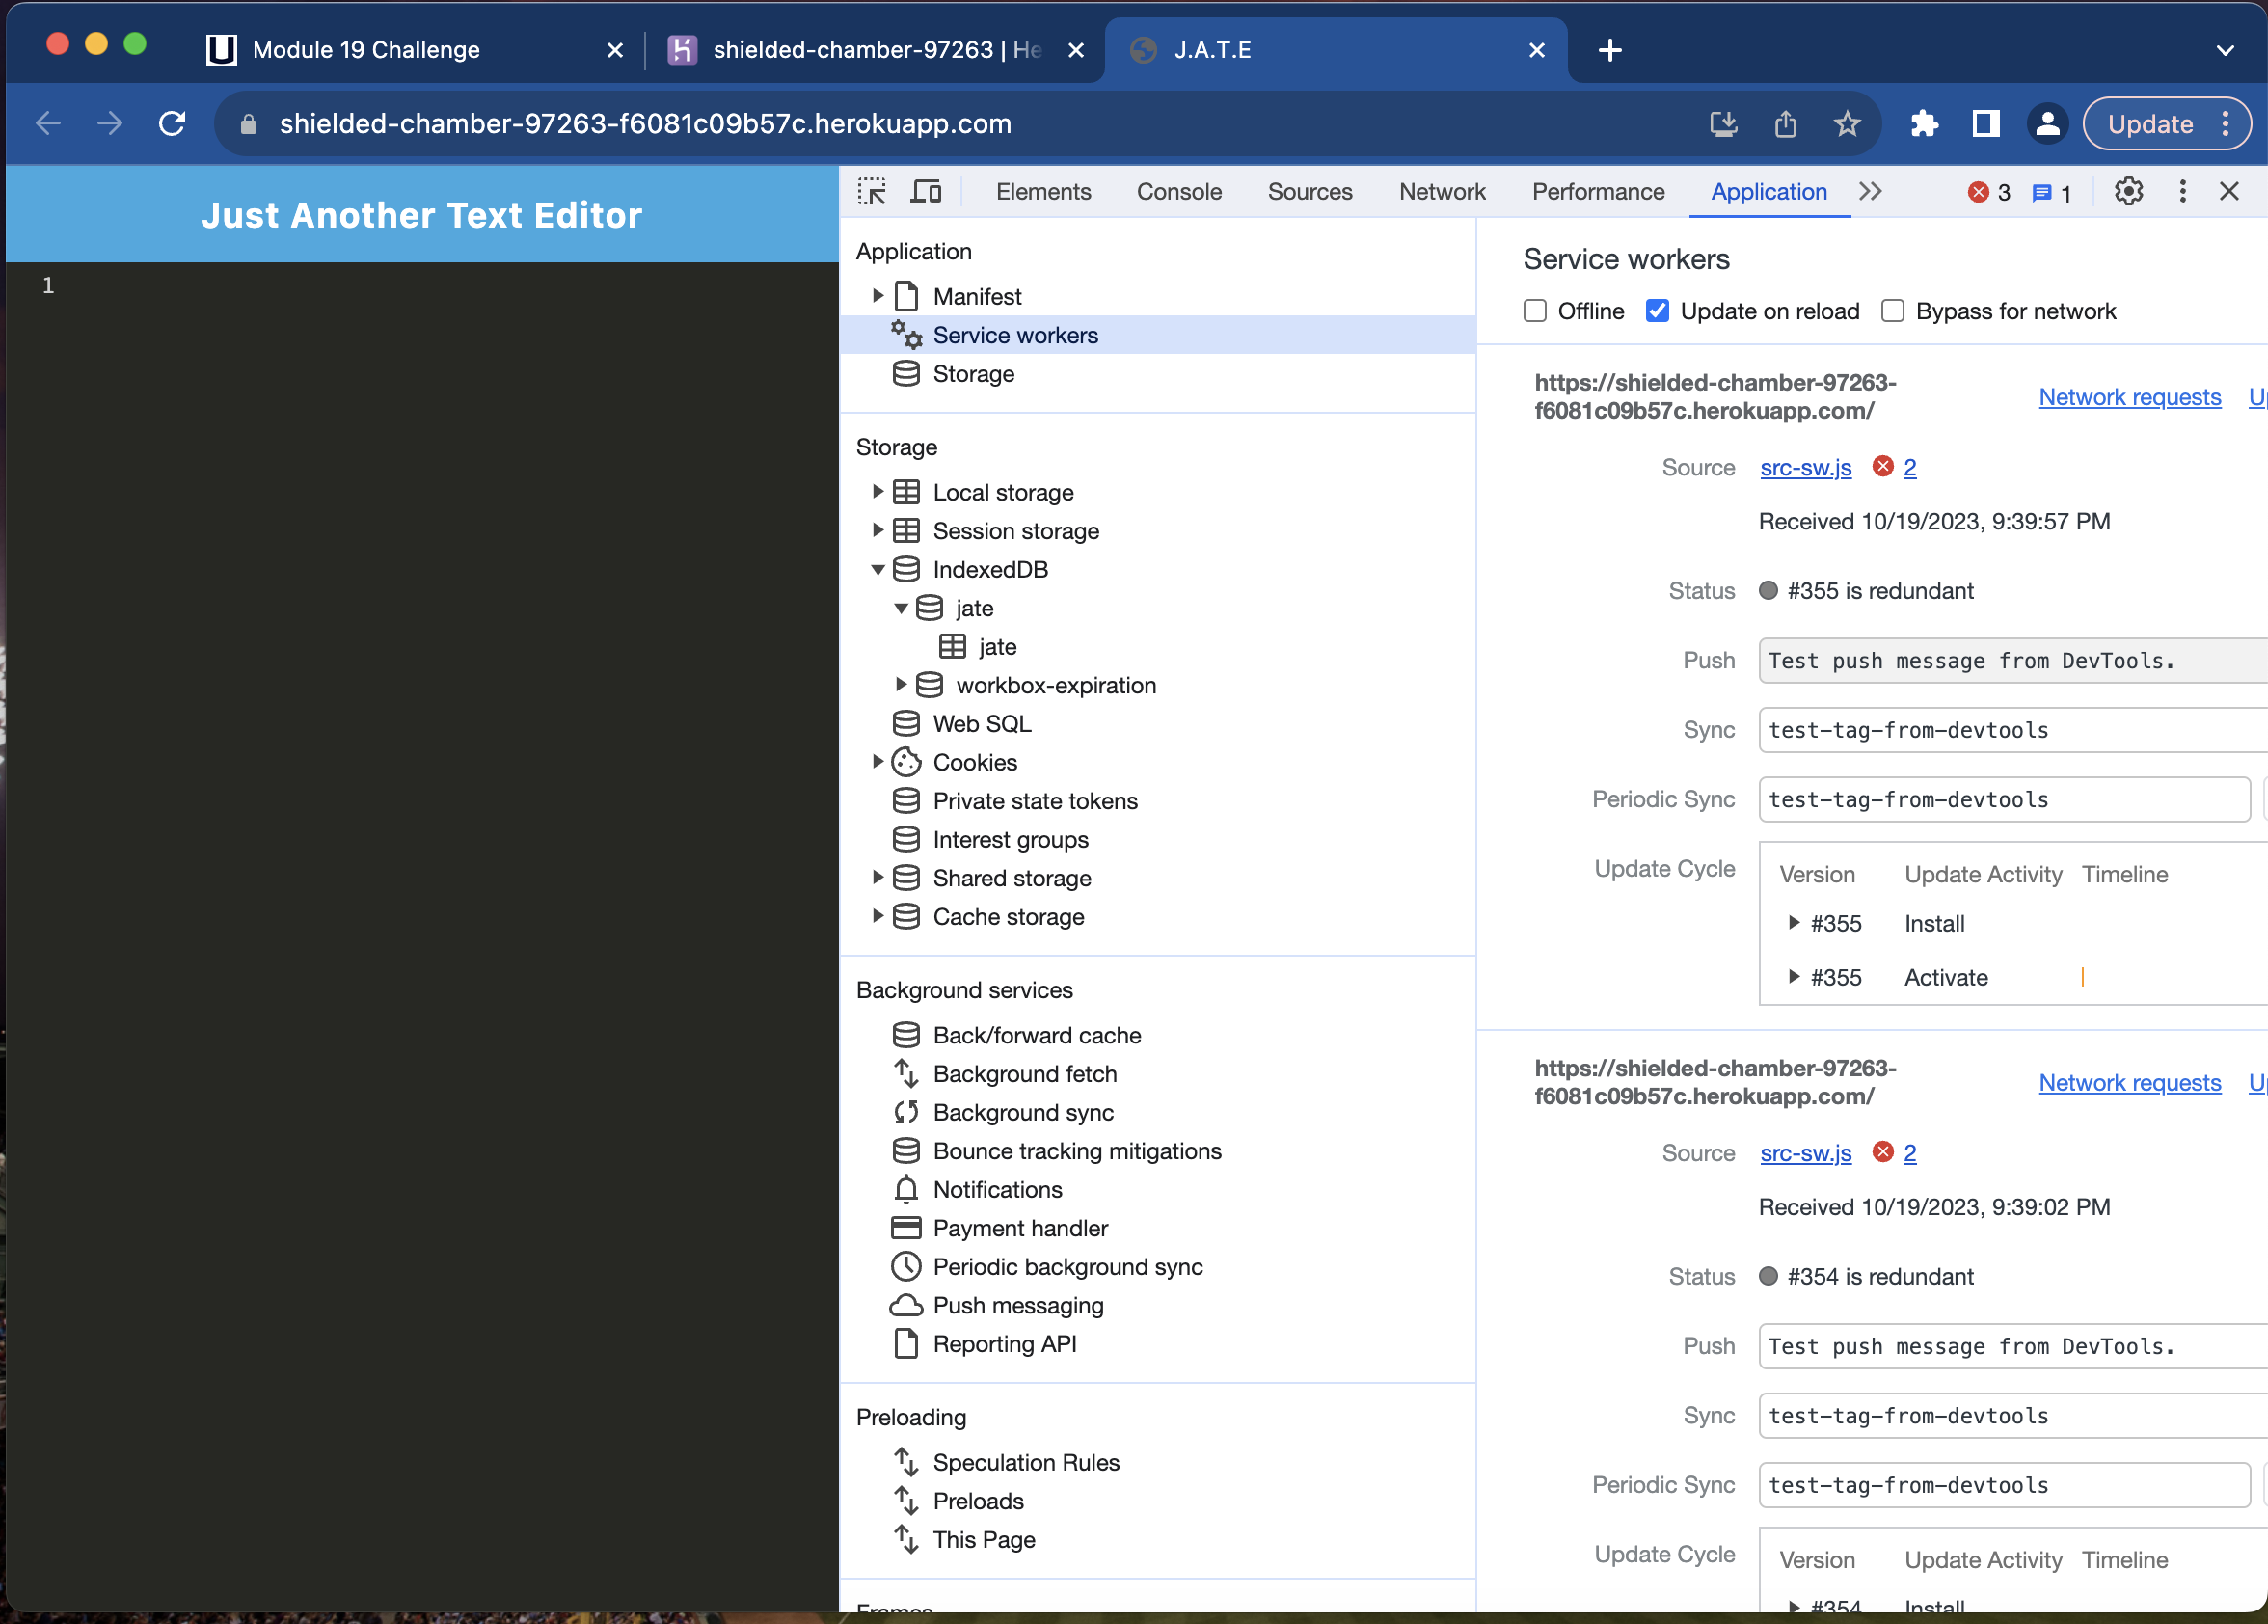 Module 19 Challenge
shielded-chamber-97263 | He
J.A.T.E
shielded-chamber-97263-f6081c09b57c.herokuapp.com
Update
Just Another Text Editor
1
Elements Console Sources Network Performance Application 3 1
Application
Manifest
Service workers
Storage
Storage
Local storage
Session storage
IndexedDB
jate
jate
workbox-expiration
Web SQL
Cookies
Private state tokens
Interest groups
Shared storage
Cache storage
Background services
Back/forward cache
Background fetch
Background sync
Bounce tracking mitigations
Notifications
Payment handler
Periodic background sync
Push messaging
Reporting API
Preloading
Speculation Rules
Preloads
This Page
Frames
Service workers
Offline Update on reload Bypass for network
https://shielded-chamber-97263-
f6081c09b57c.herokuapp.com/
Network requests
Source src-sw.js 2
Received 10/19/2023, 9:39:57 PM
Status #355 is redundant
Push Test push message from DevTools.
Sync test-tag-from-devtools
Periodic Sync test-tag-from-devtools
Update Cycle Version Update Activity Timeline
#355 Install
#355 Activate
https://shielded-chamber-97263-
f6081c09b57c.herokuapp.com/
Network requests
Source src-sw.js 2
Received 10/19/2023, 9:39:02 PM
Status #354 is redundant
Push Test push message from DevTools.
Sync test-tag-from-devtools
Periodic Sync test-tag-from-devtools
Update Cycle Version Update Activity Timeline
#354 Install